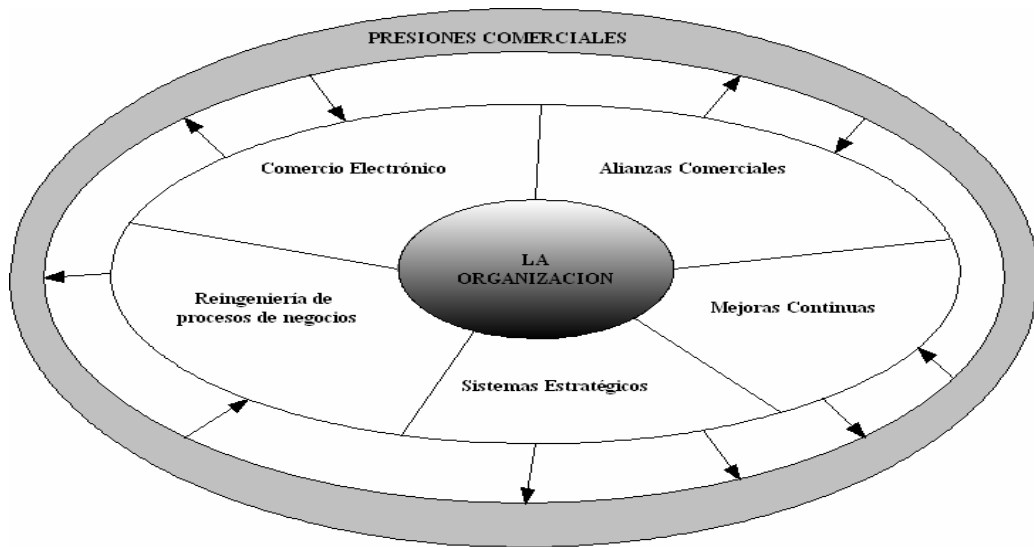 PRESIONES COMERCIALES
Comercio Electrónico
Alianzas Comerciales
LA
ORGANIZACION
Reingeniería de
procesos de negocios
Mejoras Continuas
Sistemas Estratégicos